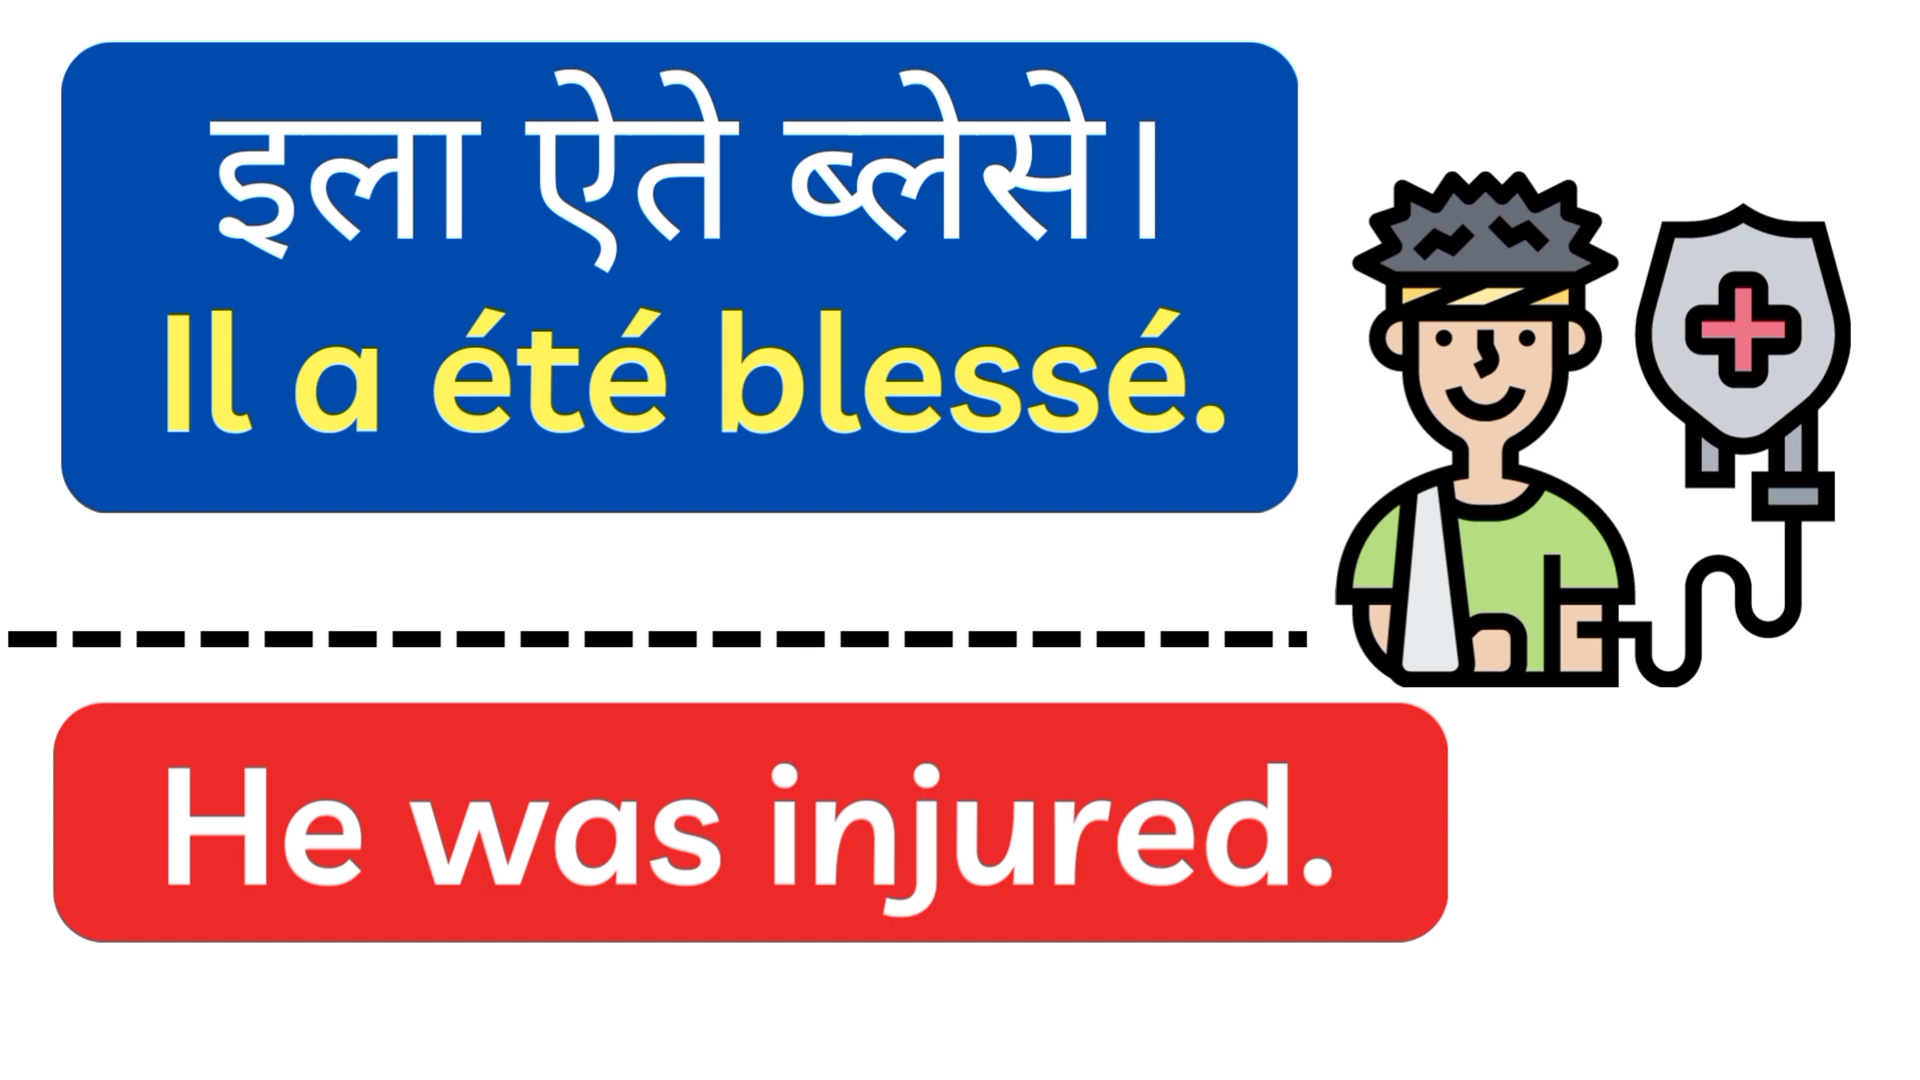 इला ऐते ब्लेसे।
Il a été blessé.
He was injured.